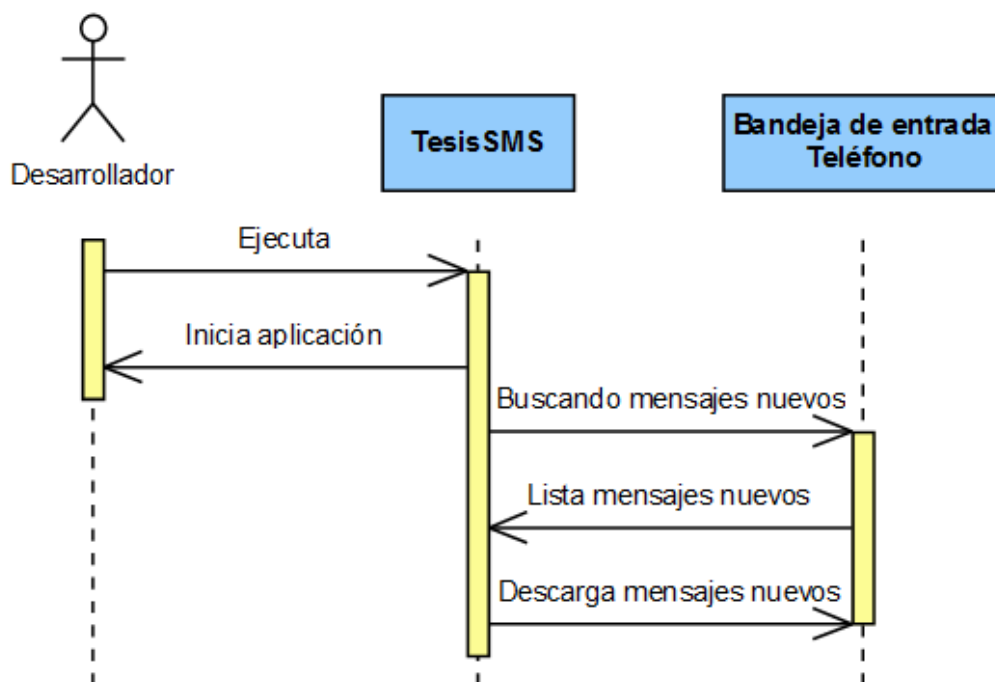 Desarrollador
TesisSMS
Bandeja de entrada
Teléfono
Ejecuta
Inicia aplicación
Buscando mensajes nuevos
Lista mensajes nuevos
Descarga mensajes nuevos